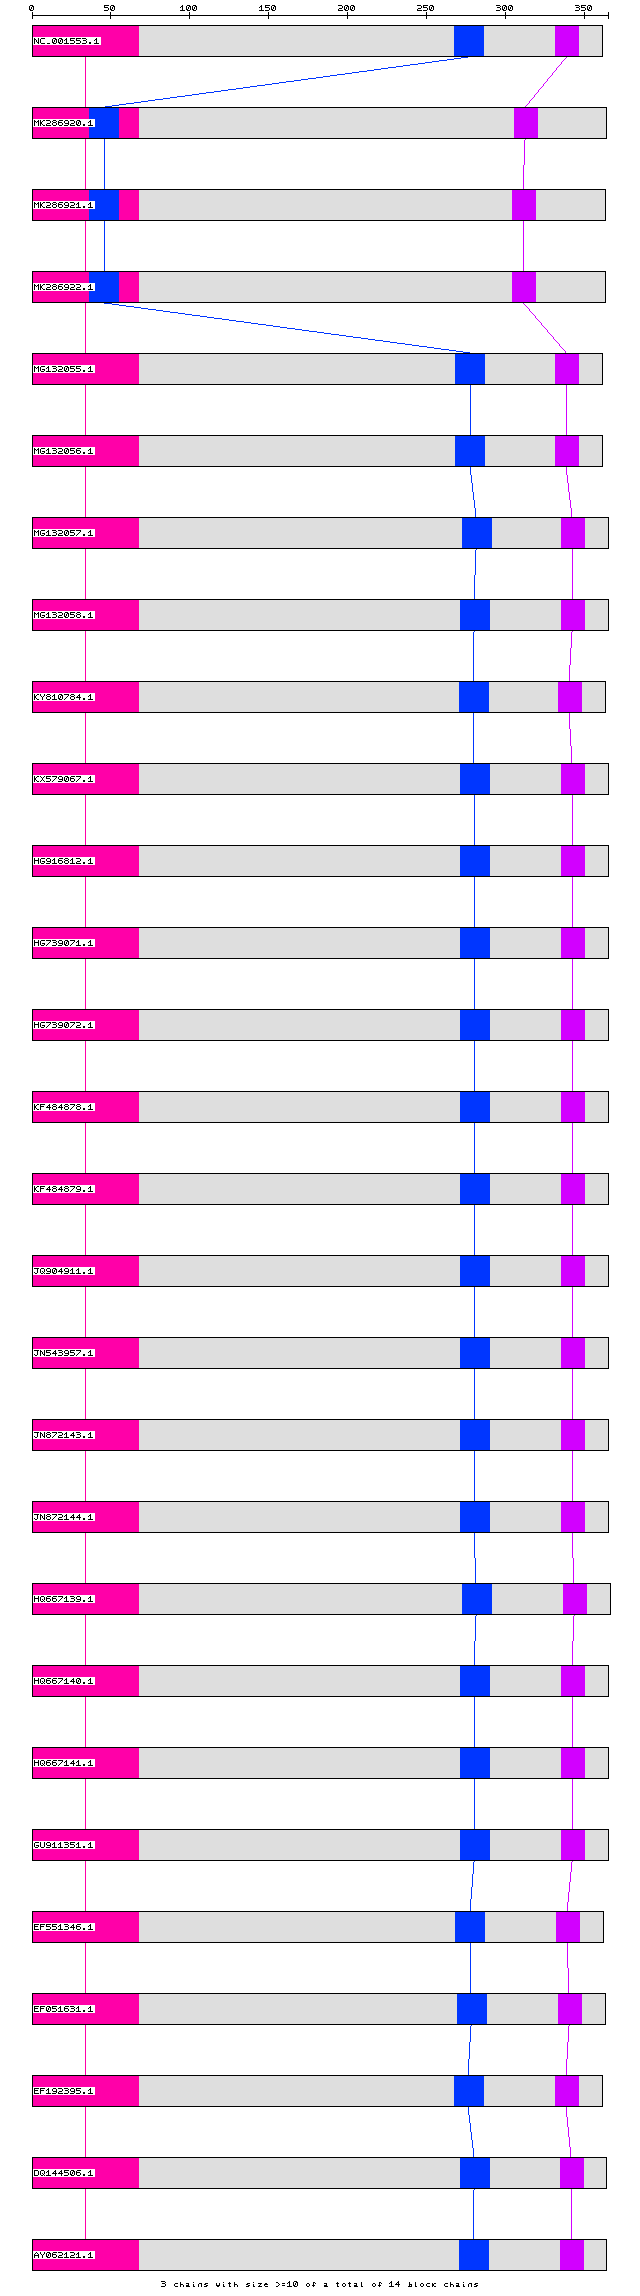 0 50 100 150 200 250 300 350
NC_001553.1
MK286920.1
MK286921.1
MK286922.1
MG132055.1
MG132056.1
MG132057.1
MG132058.1
KY810784.1
KX579067.1
HG916812.1
HG739071.1
HG739072.1
KF484878.1
KF484879.1
JQ904911.1
JN543957.1
JN872143.1
JN872144.1
HQ667139.1
HQ667140.1
HQ667141.1
GU911351.1
EF551346.1
EF051631.1
EF192395.1
DQ144506.1
AY062121.1
3 chains with size >=10 of a total of 14 block chains